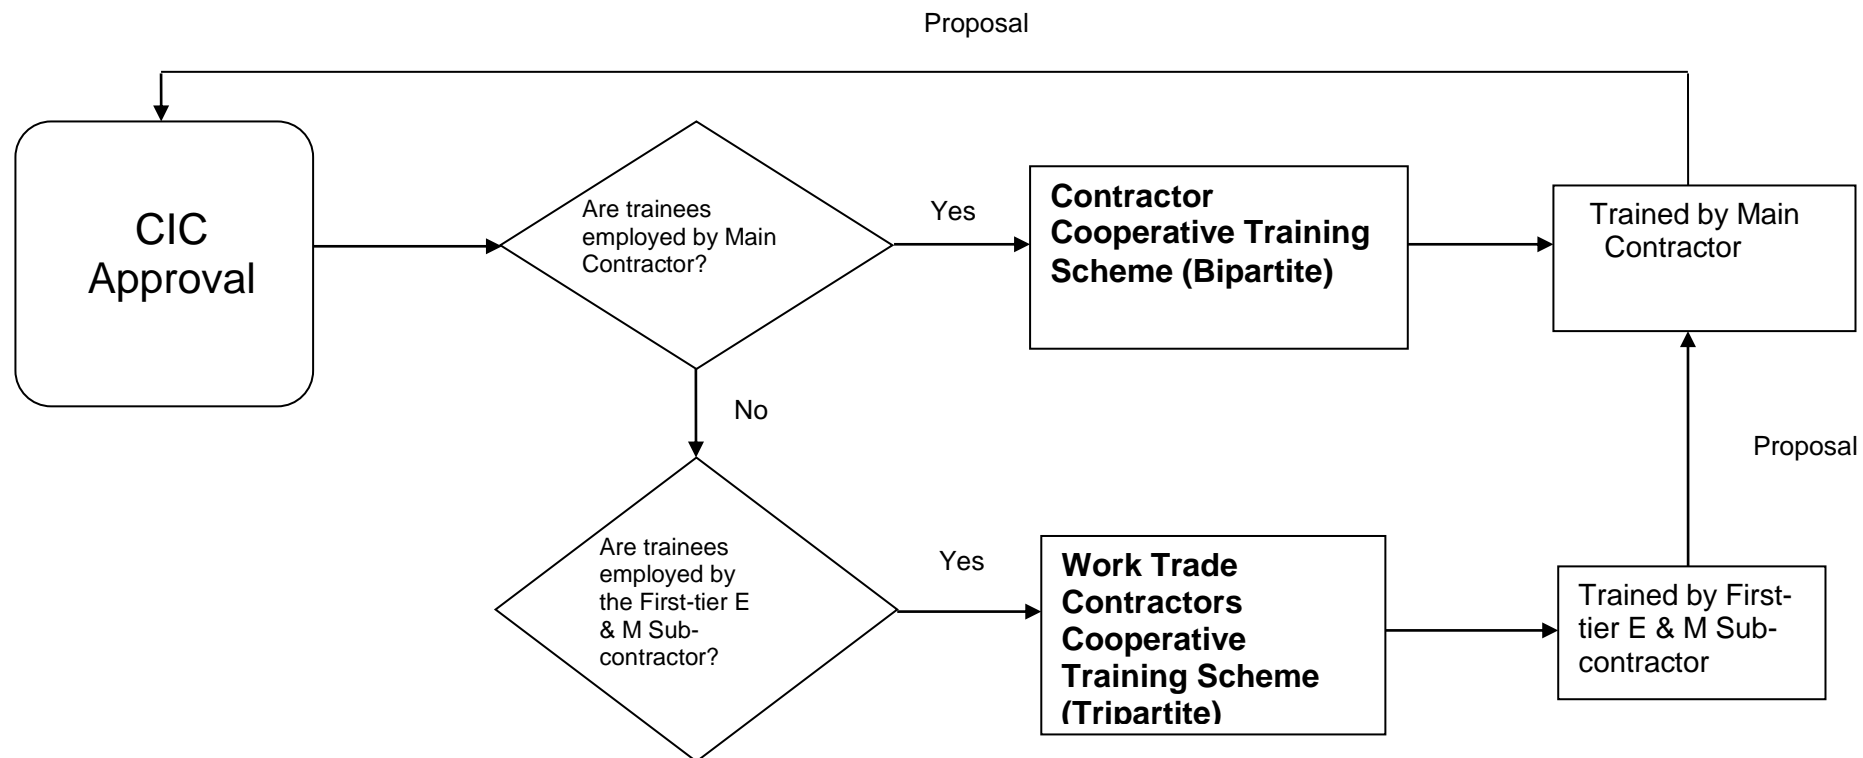 Proposal
CIC
Approval
Are trainees
employed by Main
Contractor?
Yes
Contractor
Cooperative Training
Scheme (Bipartite)
Trained by Main
Contractor
No
Proposal
Are trainees
employed by
the First-tier E
& M Sub-
contractor?
Yes
Work Trade
Contractors
Cooperative
Training Scheme
(Tripartite)
Trained by First-
tier E & M Sub-
contractor